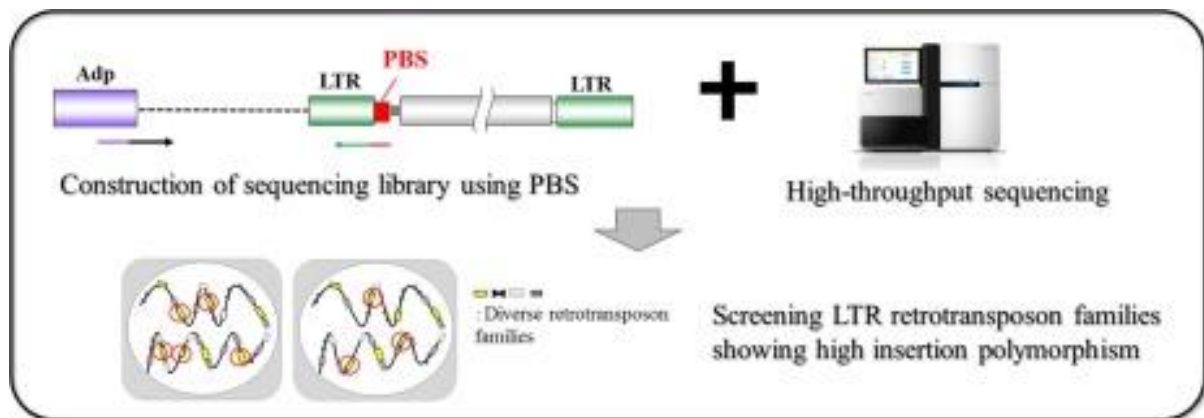 PBS
Adp
LTR
LTR
Construction of sequencing library using PBS
High-throughput sequencing
: Diverse retrotransposon
families
Screening LTR retrotransposon families
showing high insertion polymorphism